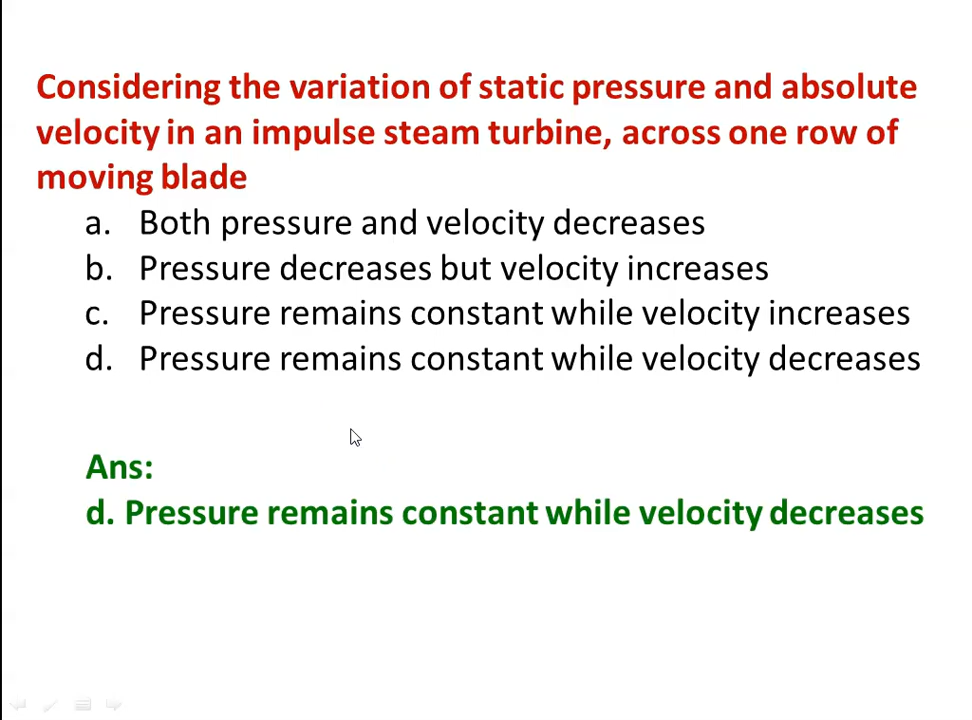 Considering the variation of static pressure and absolute
velocity in an impulse steam turbine, across one row of
moving blade
a. Both pressure and velocity decreases
b. Pressure decreases but velocity increases
c. Pressure remains constant while velocity increases
d. Pressure remains constant while velocity decreases
Ans:
d. Pressure remains constant while velocity decreases